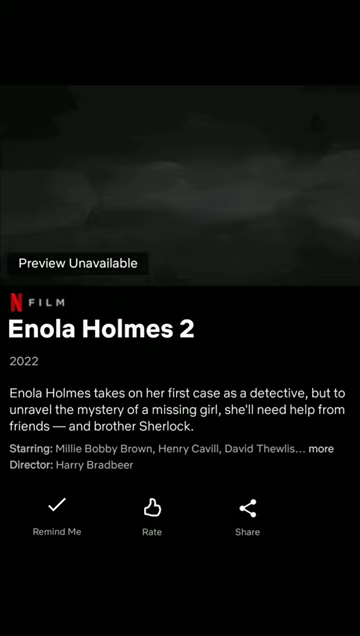 Preview Unavailable
N FILM
Enola Holmes 2
2022
Enola Holmes takes on her first case as a detective, but to
unravel the mystery of a missing girl, she'll need help from
friends — and brother Sherlock.
Starring: Millie Bobby Brown, Henry Cavill, David Thewlis... more
Director: Harry Bradbeer
Remind Me Rate Share